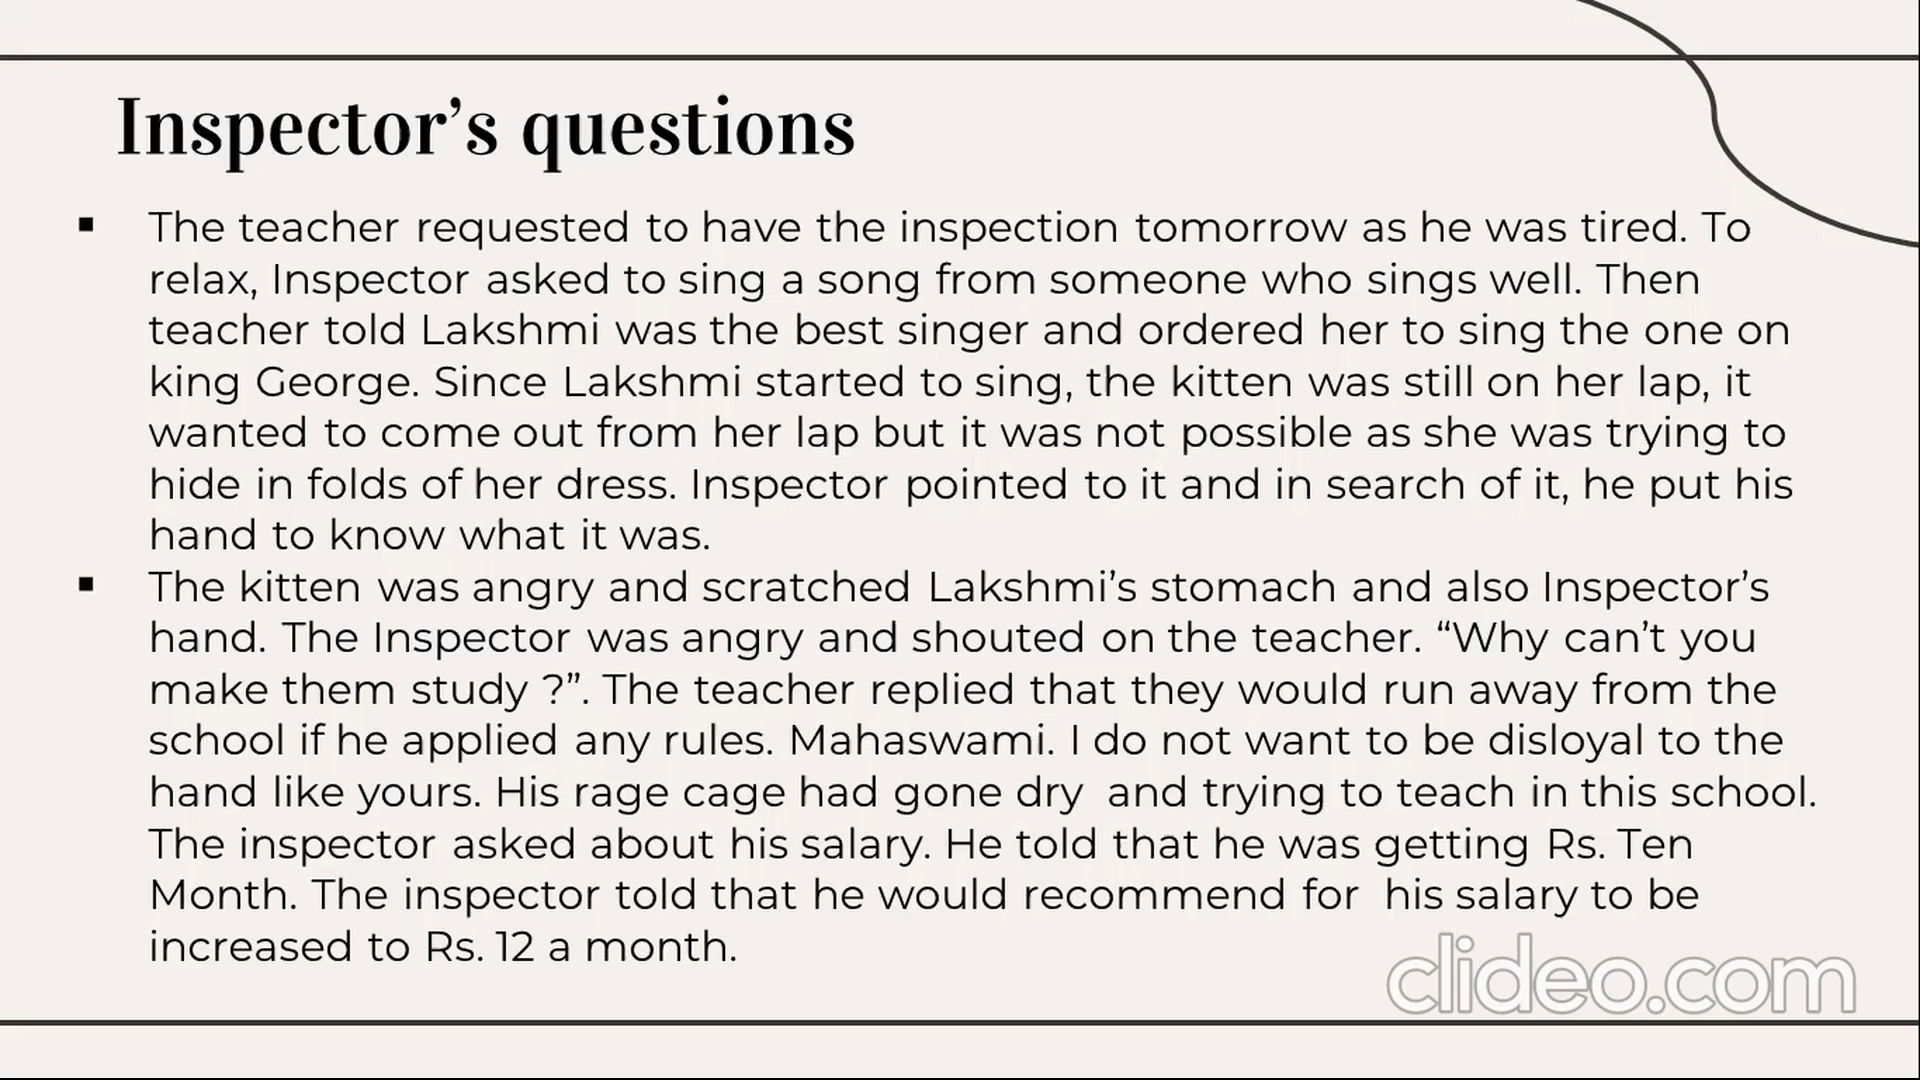 Inspector’s questions
▪ The teacher requested to have the inspection tomorrow as he was tired. To
relax, Inspector asked to sing a song from someone who sings well. Then
teacher told Lakshmi was the best singer and ordered her to sing the one on
king George. Since Lakshmi started to sing, the kitten was still on her lap, it
wanted to come out from her lap but it was not possible as she was trying to
hide in folds of her dress. Inspector pointed to it and in search of it, he put his
hand to know what it was.
▪ The kitten was angry and scratched Lakshmi’s stomach and also Inspector’s
hand. The Inspector was angry and shouted on the teacher. “Why can’t you
make them study ?”. The teacher replied that they would run away from the
school if he applied any rules. Mahaswami. I do not want to be disloyal to the
hand like yours. His rage cage had gone dry  and trying to teach in this school.
The inspector asked about his salary. He told that he was getting Rs. Ten
Month. The inspector told that he would recommend for  his salary to be
increased to Rs. 12 a month.
clideo.com